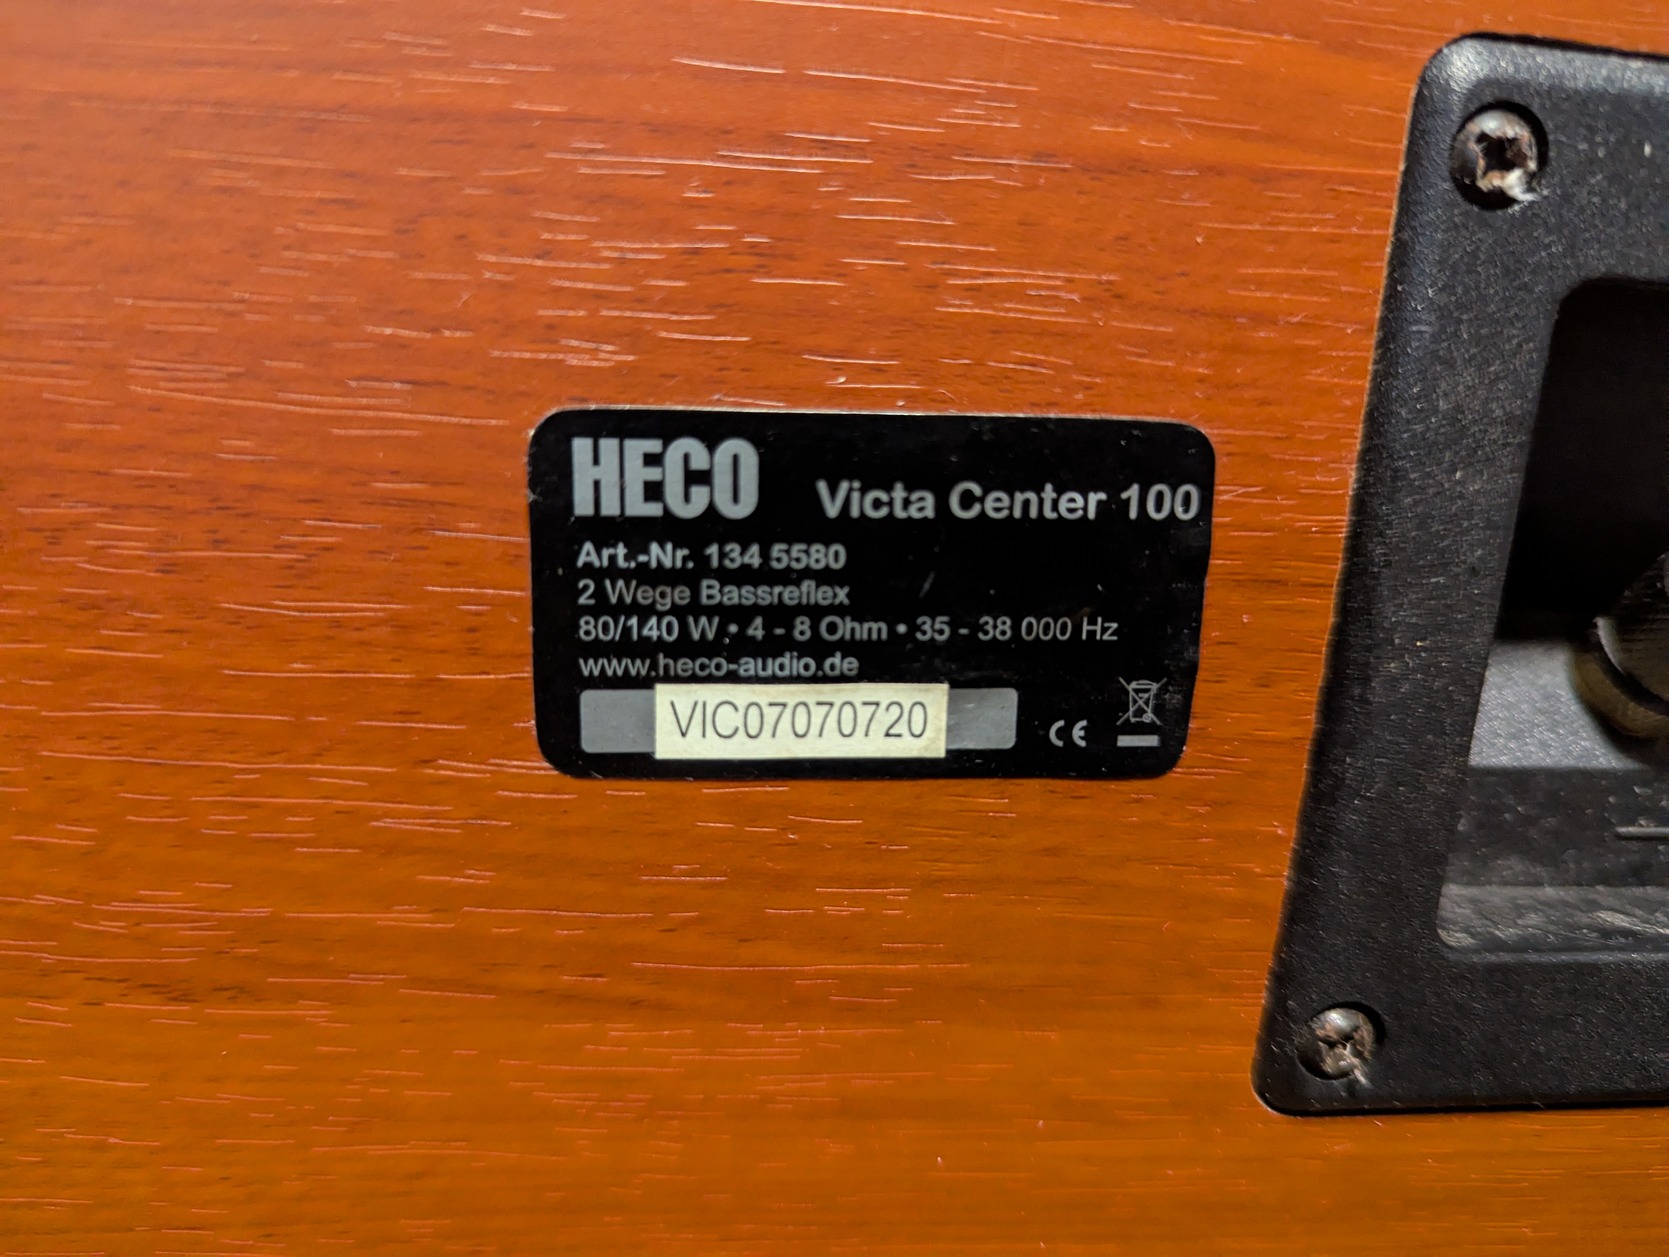 HECO Victa Center 100
Art.-Nr. 134 5580
2 Wege Bassreflex
80/140 W • 4 - 8 Ohm • 35 - 38 000 Hz
www.heco-audio.de
VIC07070720 CE